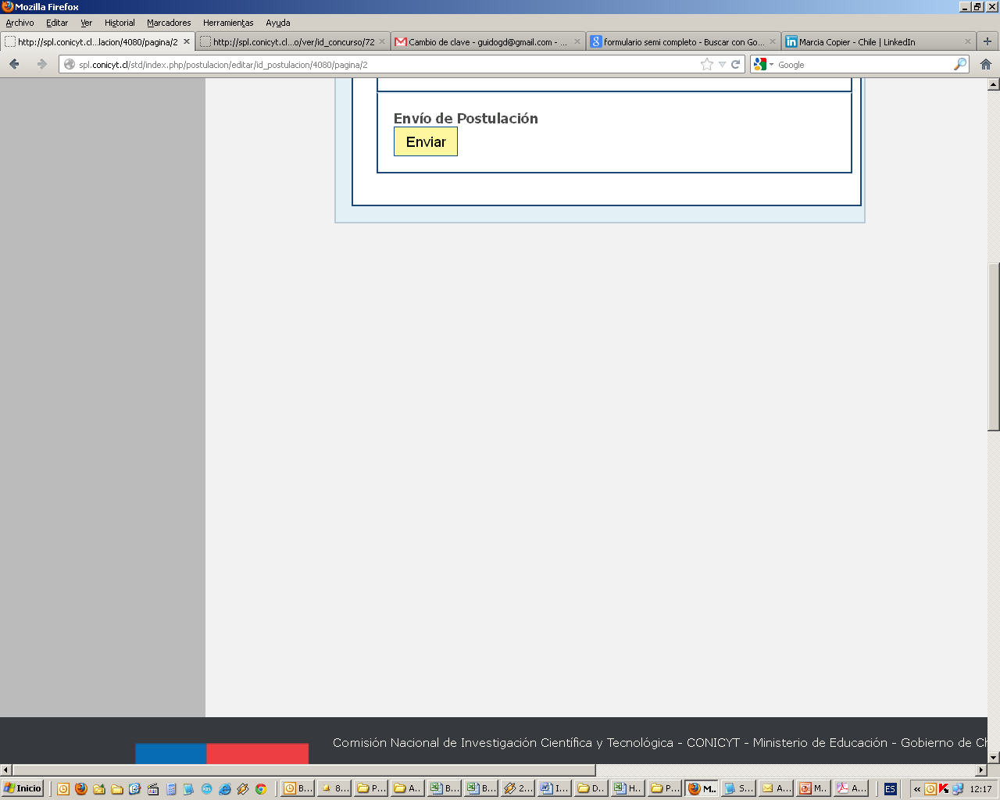 Mozilla Firefox
Archivo Editar Ver Historial Marcadores Herramientas Ayuda
http://spl.conicyt.cl...lacion/4080/pagina/2 http://spl.conicyt.cl...o/ver/id_concurso/72 Cambio de clave - guidogd@gmail.com - ... formulario semi completo - Buscar con Go... Marcia Copier - Chile | LinkedIn
spl.conicyt.cl/std/index.php/postulacion/editar/id_postulacion/4080/pagina/2 Google
Envío de Postulación
Enviar
Comisión Nacional de Investigación Científica y Tecnológica - CONICYT - Ministerio de Educación - Gobierno de Ch
Inicio B... 8... P... A... B... B... 2... I... D... H... P... M... S... A... M... A... ES « 12:17